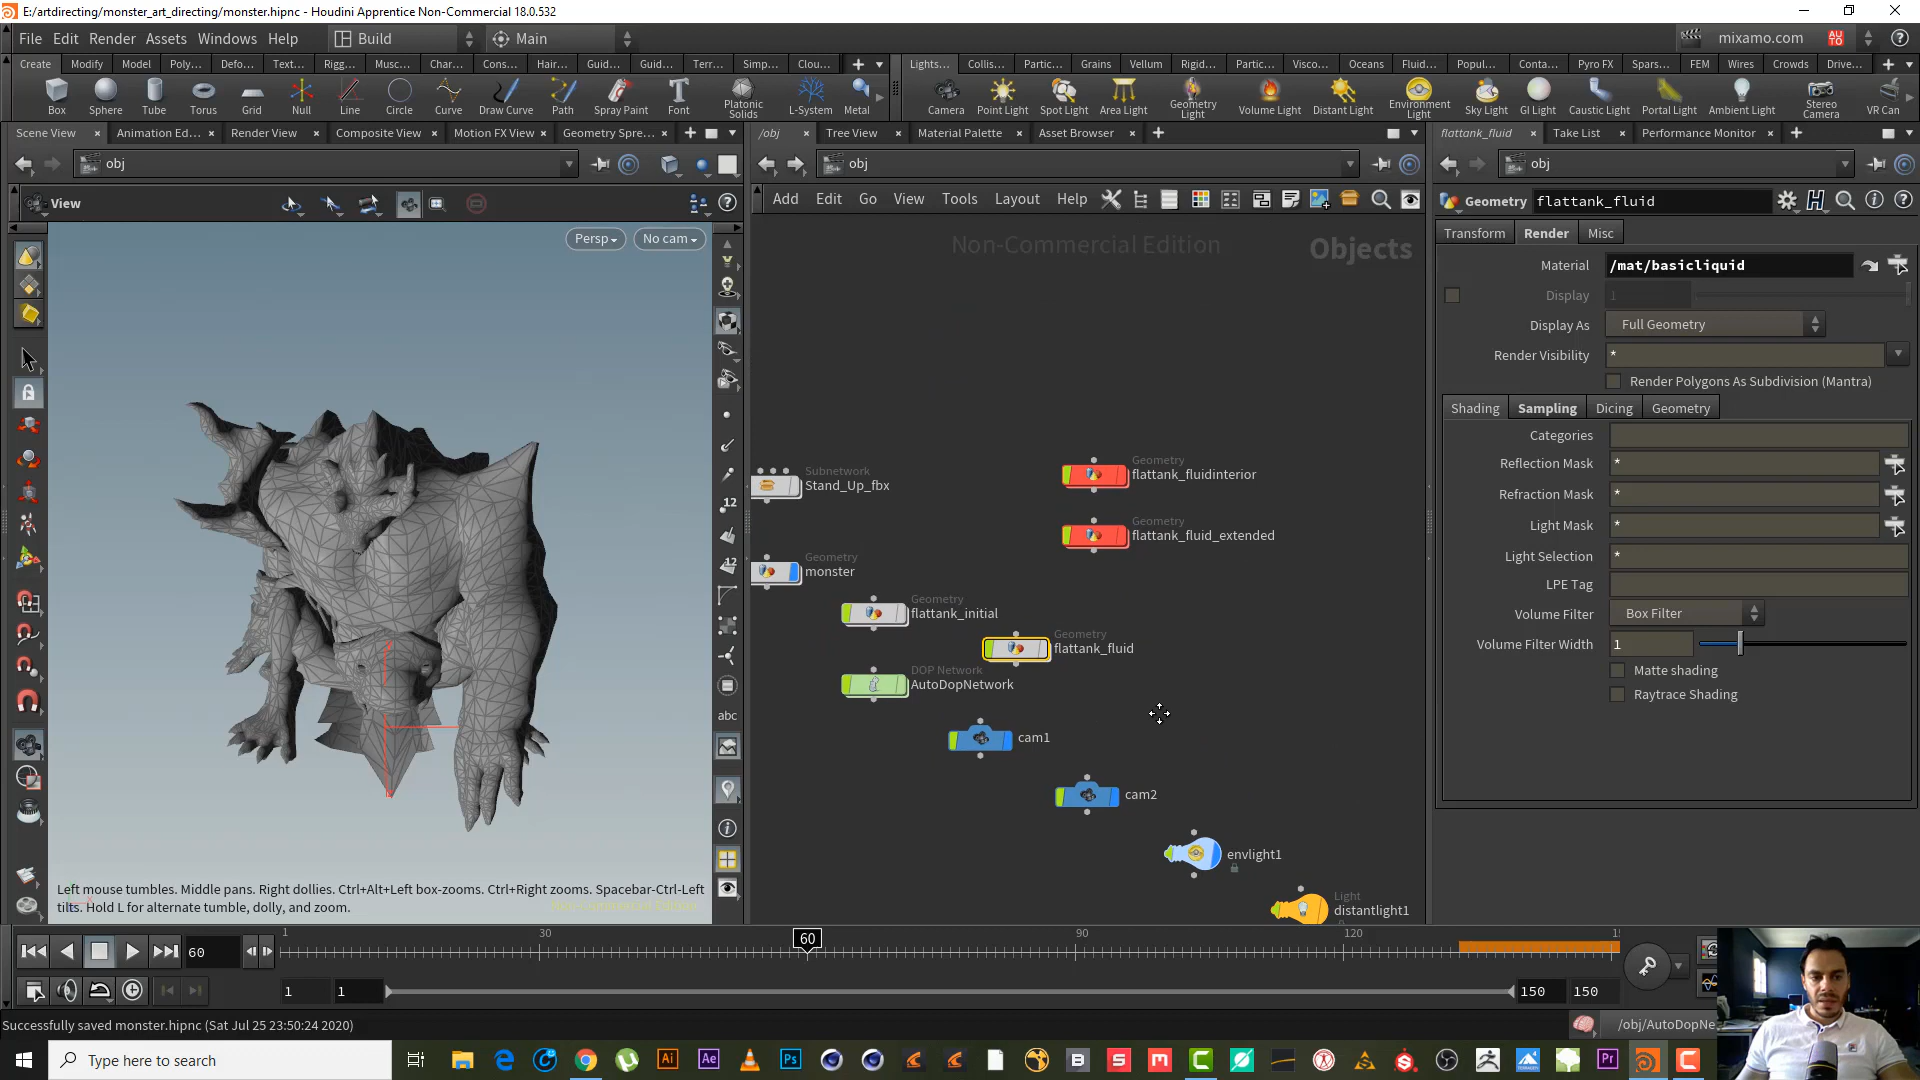 E:/artdirecting/monster_art_directing/monster.hipnc - Houdini Apprentice Non-Commercial 18.0.532
File Edit Render Assets Windows Help Build Main mixamo.com AUTO
Create Modify Model Poly... Defo... Text... Rigg... Musc... Char... Cons... Hair... Guid... Guid... Terr... Simp... Clou... Lights... Collis... Partic... Grains Vellum Rigid... Partic... Visco... Oceans Fluid... Popul... Conta... Pyro FX Spars... FEM Wires Crowds Drive...
Box Sphere Tube Torus Grid Null Line Circle Curve Draw Curve Path Spray Paint Font Platonic Solids L-System Metal Camera Point Light Spot Light Area Light Geometry Light Volume Light Distant Light Environment Light Sky Light GI Light Caustic Light Portal Light Ambient Light Stereo Camera VR Can
Scene View Animation Ed... Render View Composite View Motion FX View Geometry Spre... /obj Tree View Material Palette Asset Browser flattank_fluid Take List Performance Monitor
obj obj obj
View Add Edit Go View Tools Layout Help Geometry flattank_fluid
Persp No cam
Non-Commercial Edition Objects
Transform Render Misc
Material /mat/basicliquid
Display 1
Display As Full Geometry
Render Visibility *
Render Polygons As Subdivision (Mantra)
Shading Sampling Dicing Geometry
Categories
Reflection Mask *
Refraction Mask *
Light Mask *
Light Selection *
LPE Tag
Volume Filter Box Filter
Volume Filter Width 1
Matte shading
Raytrace Shading
Subnetwork
Stand_Up_fbx
Geometry
flattank_fluidinterior
Geometry
flattank_fluid_extended
Geometry
monster
Geometry
flattank_initial
Geometry
flattank_fluid
DOP Network
AutoDopNetwork
cam1
cam2
envlight1
Light
distantlight1
12
12
abc
Left mouse tumbles. Middle pans. Right dollies. Ctrl+Alt+Left box-zooms. Ctrl+Right zooms. Spacebar-Ctrl-Left
tilts. Hold L for alternate tumble, dolly, and zoom.
Non-Commercial Edition
60 1 30 60 90 120
1 1 150 150
Successfully saved monster.hipnc (Sat Jul 25 23:50:24 2020) /obj/AutoDopNe
Type here to search